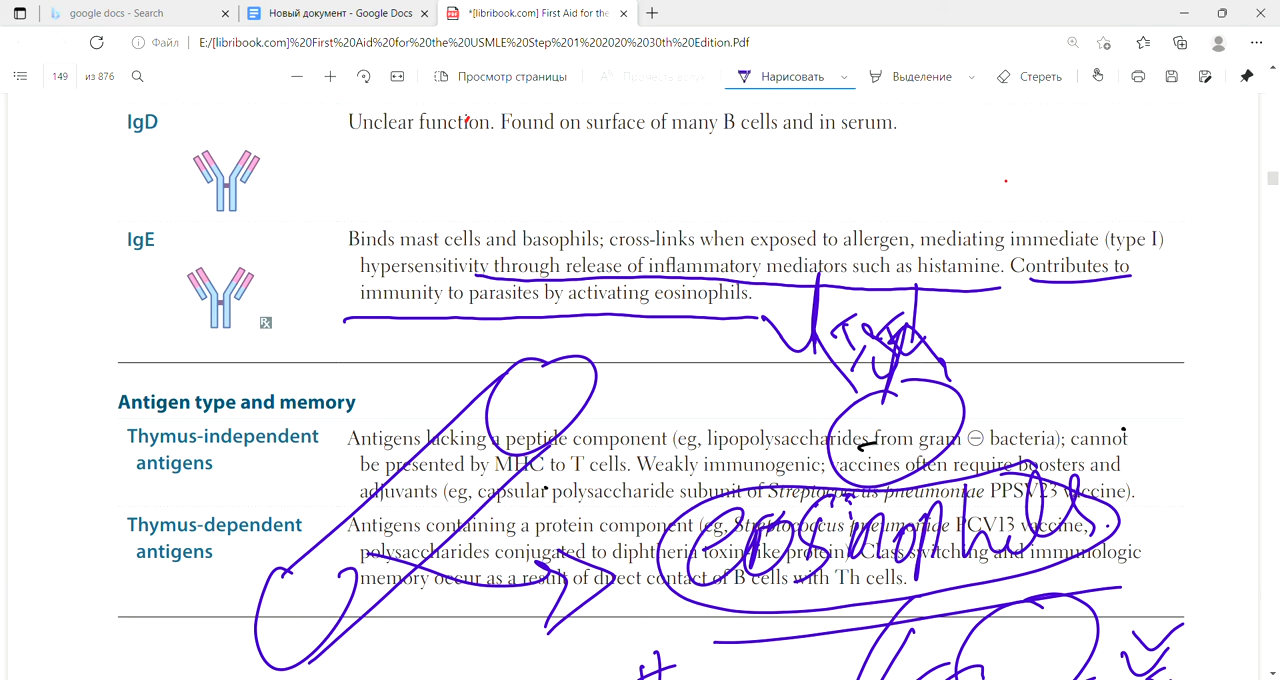 google docs - Search
Новый документ - Google Docs
*[libribook.com] First Aid for the
Файл
E:/[libribook.com]%20First%20Aid%20for%20the%20USMLE%20Step%201%202020%2030th%20Edition.Pdf
149 из 876
Просмотр страницы
Прочесть вслух
Нарисовать
Выделение
Стереть
IgD
Unclear function. Found on surface of many B cells and in serum.
IgE
Binds mast cells and basophils; cross-links when exposed to allergen, mediating immediate (type I)
hypersensitivity through release of inflammatory mediators such as histamine. Contributes to
immunity to parasites by activating eosinophils.
Rx
Antigen type and memory
Thymus-independent
antigens
Antigens lacking a peptide component (eg, lipopolysaccharides from gram ⊖ bacteria); cannot
be presented by MHC to T cells. Weakly immunogenic; vaccines often require boosters and
adjuvants (eg, capsular polysaccharide subunit of Streptococcus pneumoniae PPSV23 vaccine).
Thymus-dependent
antigens
Antigens containing a protein component (eg, Streptococcus pneumoniae PCV13 vaccine,
polysaccharides conjugated to diphtheria toxin-like protein). Class switching and immunologic
memory occur as a result of direct contact of B cells with Th cells.
eosinophils.